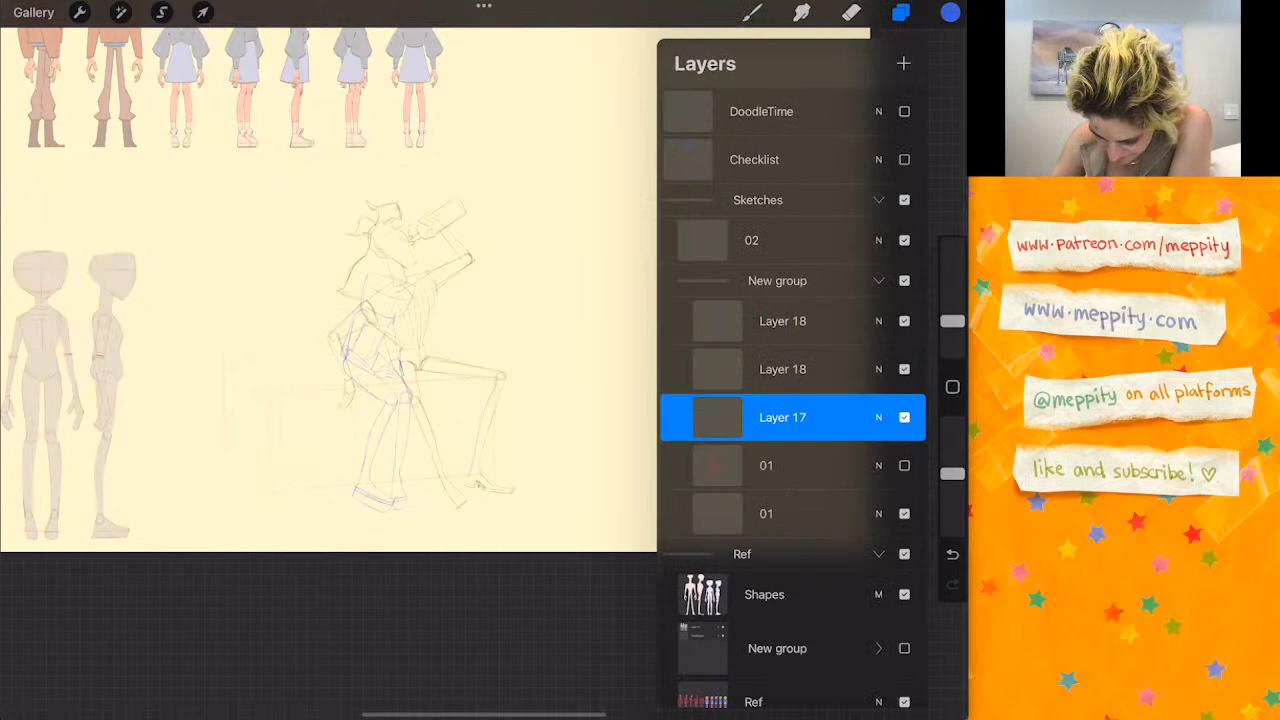 Gallery
Layers
DoodleTime N
Checklist N
Sketches
02 N
New group
Layer 18 N
Layer 18 N
Layer 17 N
01 N
01 N
Ref
Shapes M
New group
Ref N
www.patreon.com/meppity
www.meppity.com
@meppity on all platforms
like and subscribe! ♡